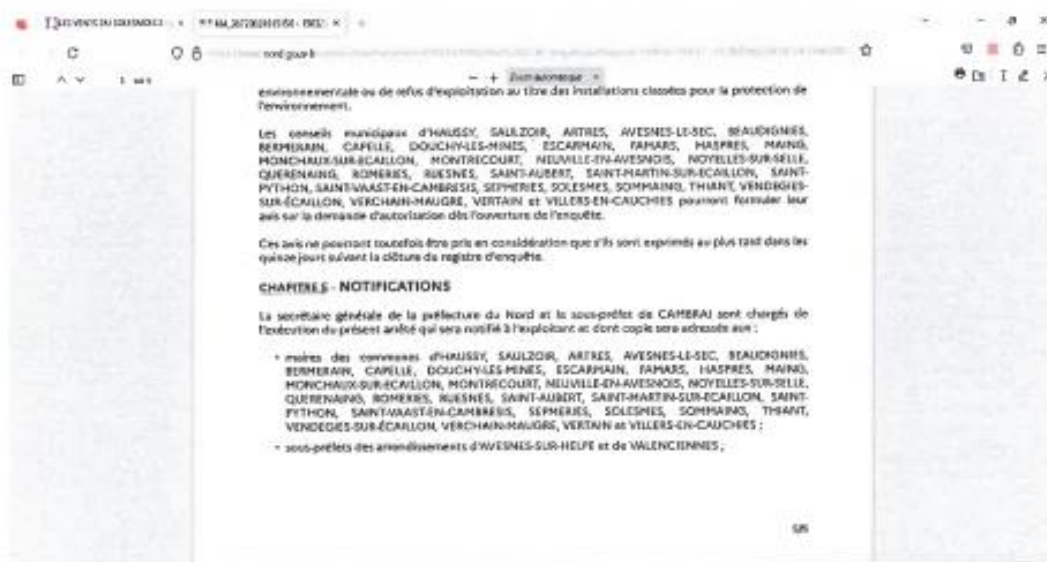 nord.gouv.fr
environnementale ou de refus d'exploitation au titre des installations classées pour la protection de
l'environnement.
Les conseils municipaux d'HAUSSY, SAULZOIR, ARTRES, AVESNES-LE-SEC, BEAUDIGNIES,
BERMERAIN, CAPELLE, DOUCHY-LES-MINES, ESCARMAIN, FAMARS, HASPRES, MAING,
MONCHAUX-SUR-ECAILLON, MONTRECOURT, NEUVILLE-EN-AVESNOIS, NOYELLES-SUR-SELLE,
QUERENAING, ROMERIES, RUESNES, SAINT-AUBERT, SAINT-MARTIN-SUR-ECAILLON, SAINT-
PYTHON, SAINT-VAAST-EN-CAMBRESIS, SEPMERIES, SOLESMES, SOMMAING, THIANT, VENDEGIES-
SUR-ÉCAILLON, VERCHAIN-MAUGRE, VERTAIN et VILLERS-EN-CAUCHIES pourront formuler leur
avis sur la demande d'autorisation dès l'ouverture de l'enquête.
Ces avis ne pourront toutefois être pris en considération que s'ils sont exprimés au plus tard dans les
quinze jours suivant la clôture du registre d'enquête.
CHAPITRE 5 - NOTIFICATIONS
La secrétaire générale de la préfecture du Nord et le sous-préfet de CAMBRAI sont chargés de
l'exécution du présent arrêté qui sera notifié à l'exploitant et dont copie sera adressée aux :
• maires des communes d'HAUSSY, SAULZOIR, ARTRES, AVESNES-LE-SEC, BEAUDIGNIES,
BERMERAIN, CAPELLE, DOUCHY-LES-MINES, ESCARMAIN, FAMARS, HASPRES, MAING,
MONCHAUX-SUR-ECAILLON, MONTRECOURT, NEUVILLE-EN-AVESNOIS, NOYELLES-SUR-SELLE,
QUERENAING, ROMERIES, RUESNES, SAINT-AUBERT, SAINT-MARTIN-SUR-ECAILLON, SAINT-
PYTHON, SAINT-VAAST-EN-CAMBRESIS, SEPMERIES, SOLESMES, SOMMAING, THIANT,
VENDEGIES-SUR-ÉCAILLON, VERCHAIN-MAUGRE, VERTAIN et VILLERS-EN-CAUCHIES ;
• sous-préfets des arrondissements d'AVESNES-SUR-HELPE et de VALENCIENNES ;
5/6